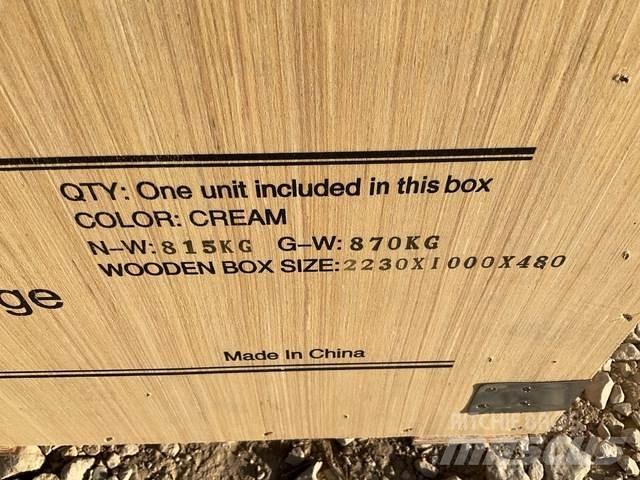 QTY: One unit included in this box
COLOR: CREAM
N-W: 815KG G-W: 870KG
WOODEN BOX SIZE: 2230X1000X480
ge
Made In China